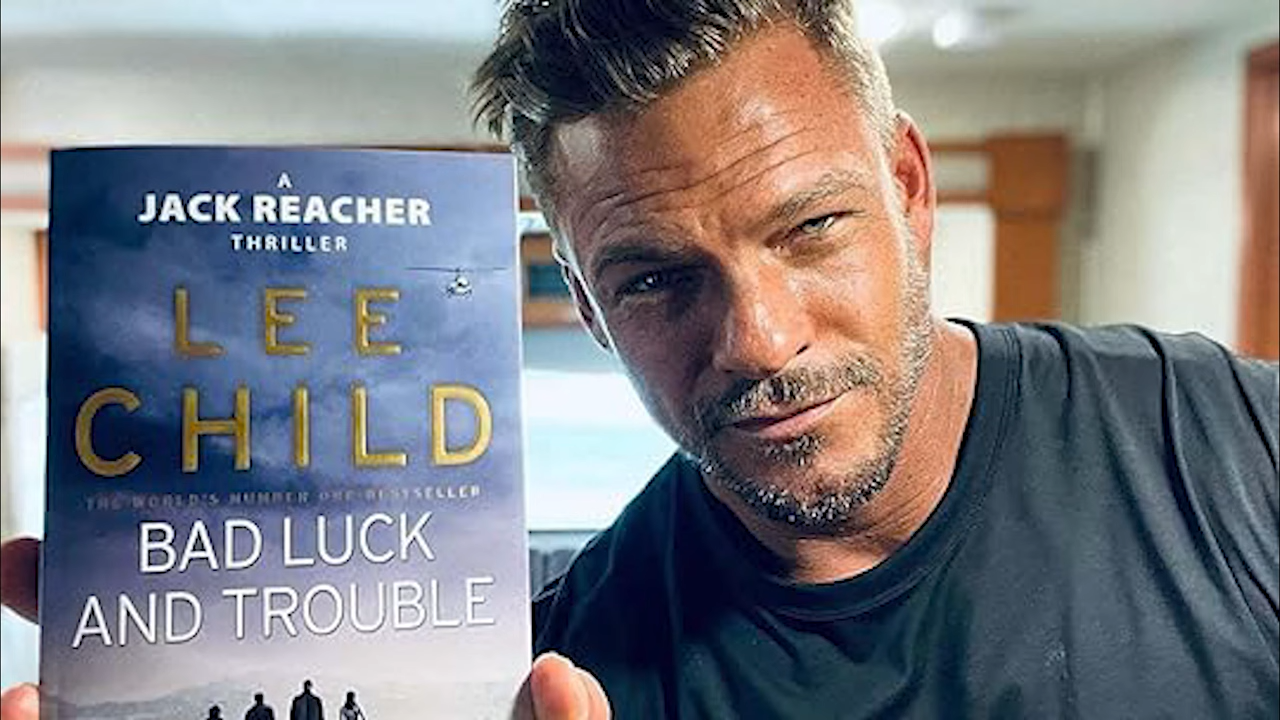 A
JACK REACHER
THRILLER
LEE
CHILD
THE WORLD'S NUMBER ONE BESTSELLER
BAD LUCK
AND TROUBLE